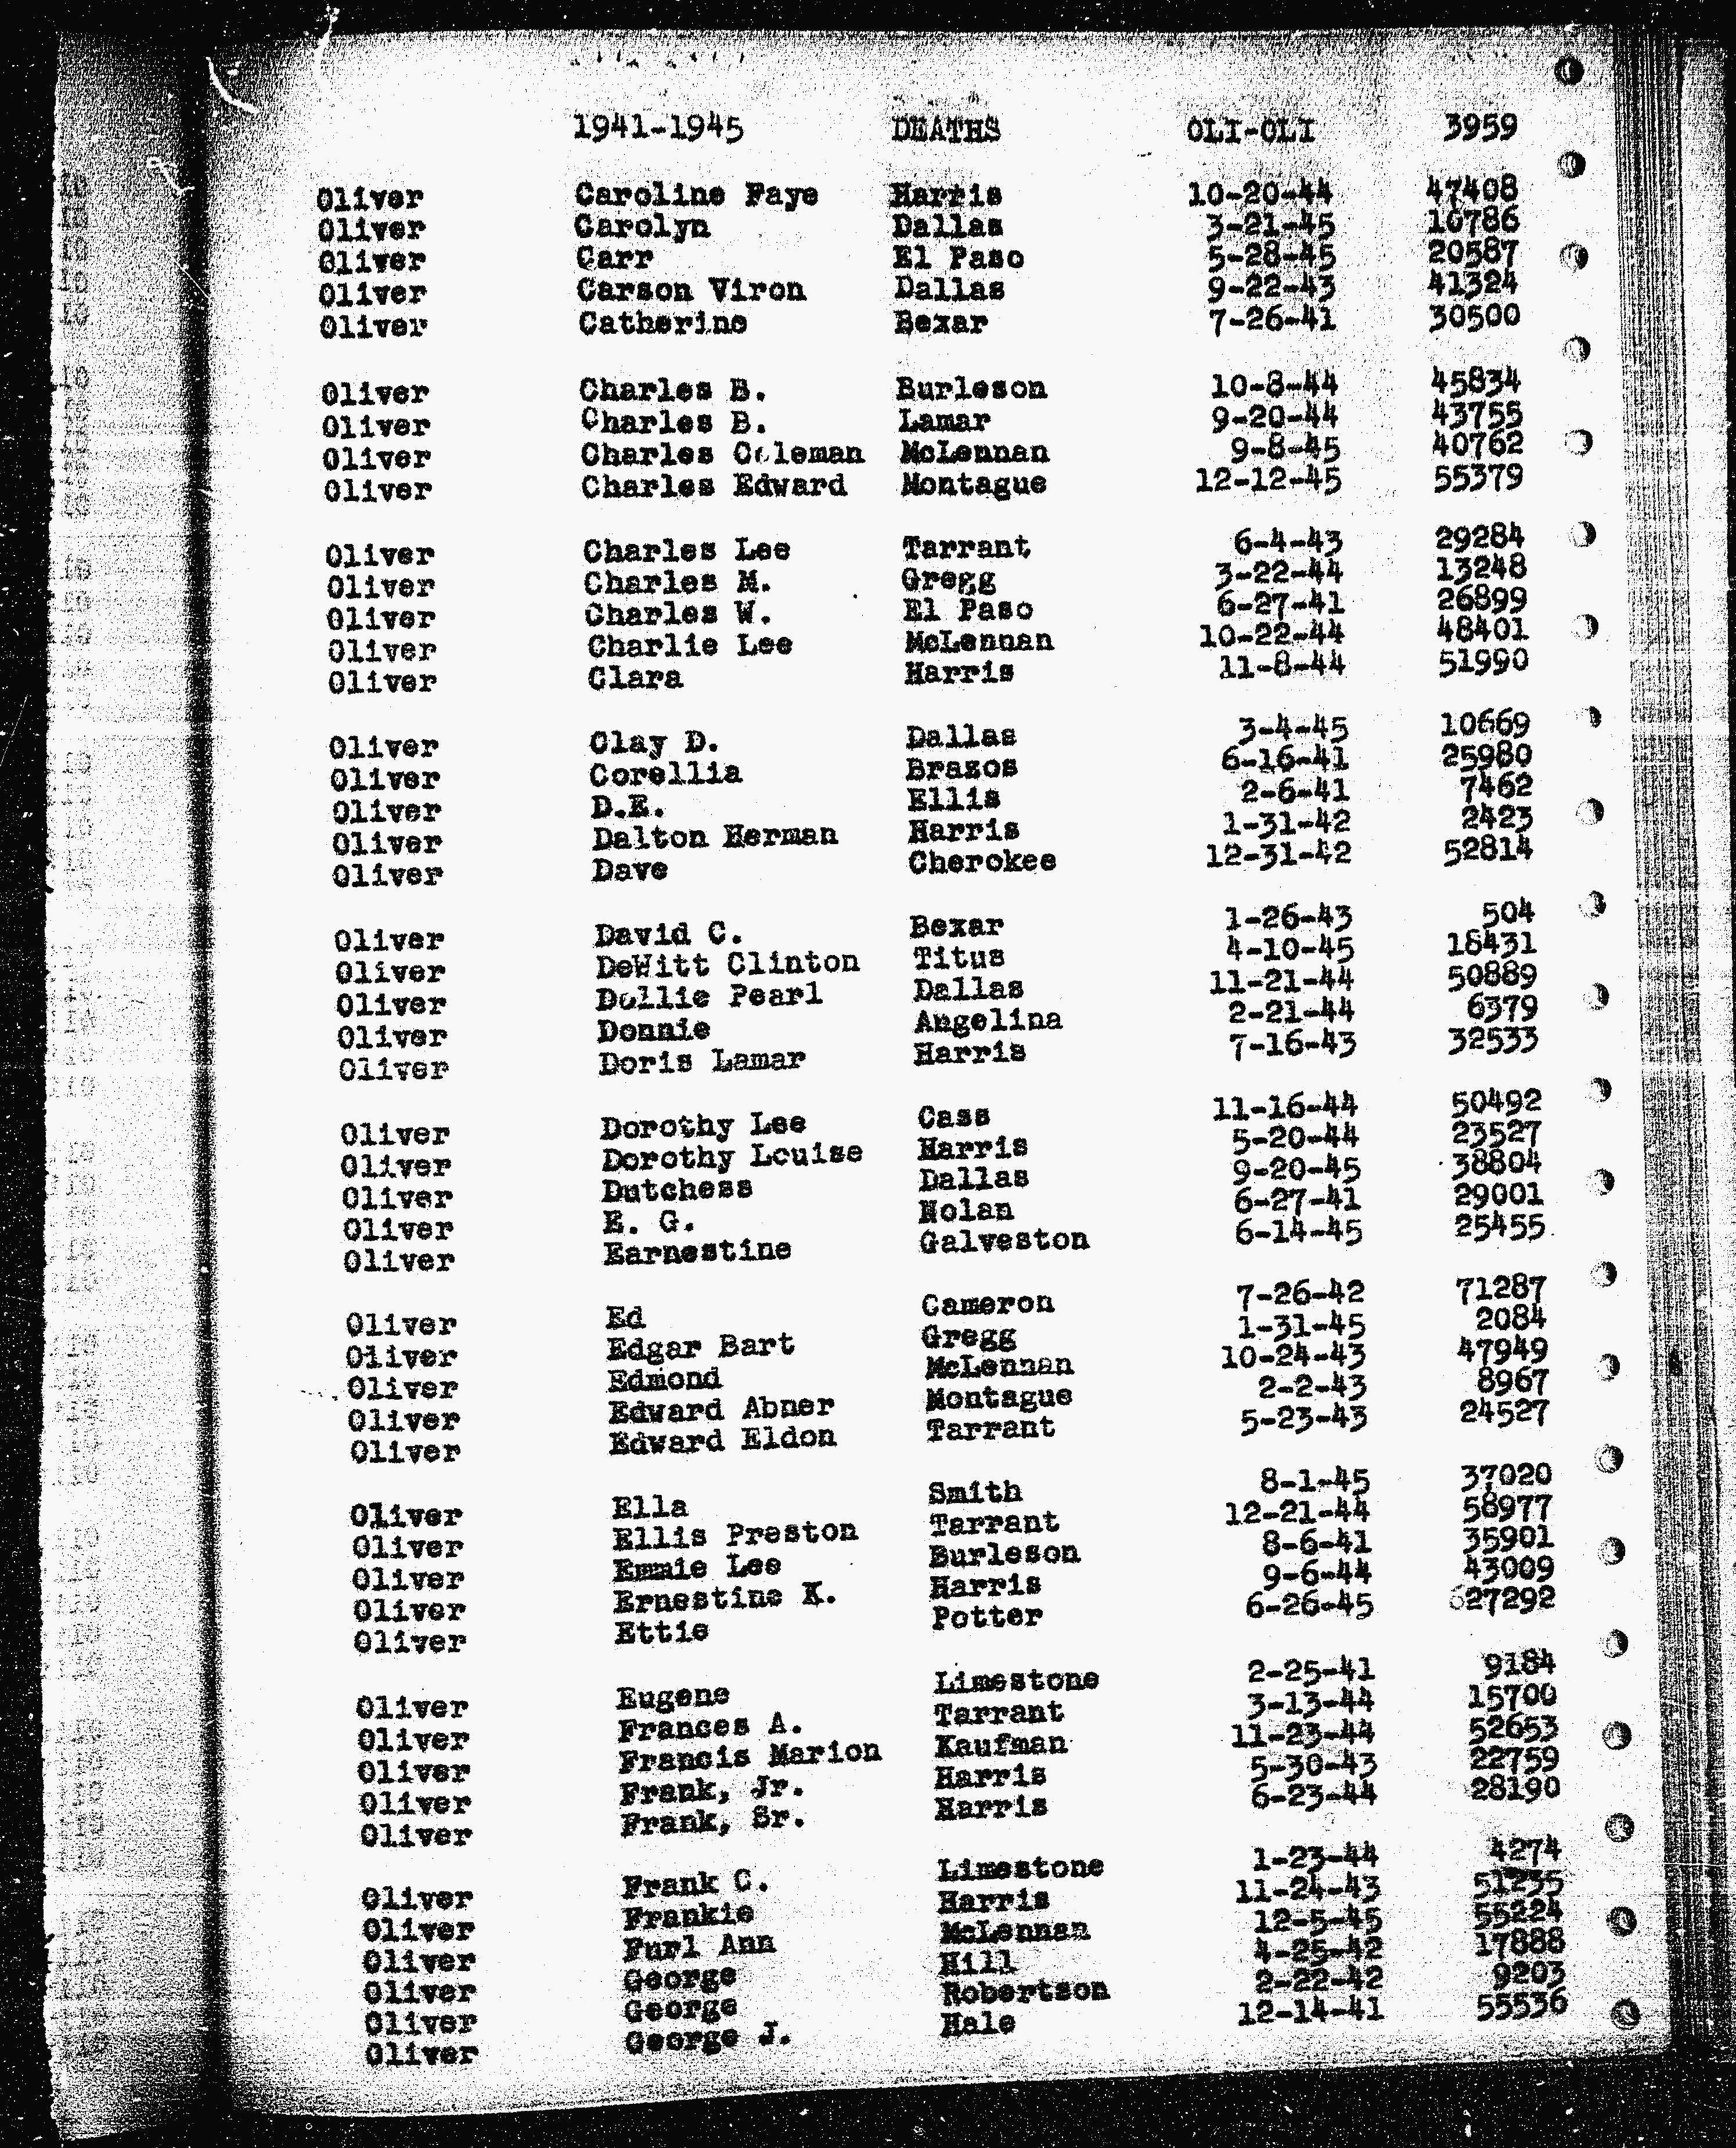 1941-1945 DEATHS OLI-OLI 3959
Oliver Caroline Faye Harris 10-20-44 47408
Oliver Carolyn Dallas 3-21-45 10786
Oliver Carr El Paso 5-28-45 20587
Oliver Carson Viron Dallas 9-22-43 41324
Oliver Catherine Bexar 7-26-41 30500
Oliver Charles B. Burleson 10-8-44 45834
Oliver Charles B. Lamar 9-20-44 43755
Oliver Charles Coleman McLennan 9-8-45 40762
Oliver Charles Edward Montague 12-12-45 55379
Oliver Charles Lee Tarrant 6-4-43 29284
Oliver Charles M. Gregg 3-22-44 13248
Oliver Charles W. El Paso 6-27-41 26899
Oliver Charlie Lee McLennan 10-22-44 48401
Oliver Clara Harris 11-8-44 51990
Oliver Clay D. Dallas 3-4-45 10669
Oliver Corellia Brazos 6-16-41 25980
Oliver D.E. Ellis 2-6-41 7462
Oliver Dalton Herman Harris 1-31-42 2423
Oliver Dave Cherokee 12-31-42 52814
Oliver David C. Bexar 1-26-43 504
Oliver DeWitt Clinton Titus 4-10-45 18431
Oliver Dollie Pearl Dallas 11-21-44 50889
Oliver Donnie Angelina 2-21-44 6379
Oliver Doris Lamar Harris 7-16-43 32533
Oliver Dorothy Lee Cass 11-16-44 50492
Oliver Dorothy Louise Harris 5-20-44 23527
Oliver Dutchess Dallas 9-20-45 38804
Oliver E. G. Nolan 6-27-41 29001
Oliver Earnestine Galveston 6-14-45 25455
Oliver Ed Cameron 7-26-42 71287
Oliver Edgar Bart Gregg 1-31-45 2084
Oliver Edmond McLennan 10-24-43 47949
Oliver Edward Abner Montague 2-2-43 8967
Oliver Edward Eldon Tarrant 5-23-43 24527
Oliver Ella Smith 8-1-45 37020
Oliver Ellis Preston Tarrant 12-21-44 58977
Oliver Emmie Lee Burleson 8-6-41 35901
Oliver Ernestine K. Harris 9-6-44 43009
Oliver Ettie Potter 6-26-45 27292
Oliver Eugene Limestone 2-25-41 9184
Oliver Frances A. Tarrant 3-13-44 15700
Oliver Francis Marion Kaufman 11-23-44 52653
Oliver Frank, Jr. Harris 5-30-43 22759
Oliver Frank, Sr. Harris 6-23-44 28190
Oliver Frank C. Limestone 1-23-44 4274
Oliver Frankie Harris 11-24-43 51235
Oliver Furl Ann McLennan 12-5-45 55224
Oliver George Hill 4-25-42 17888
Oliver George Robertson 2-22-42 9203
Oliver George J. Hale 12-14-41 55536